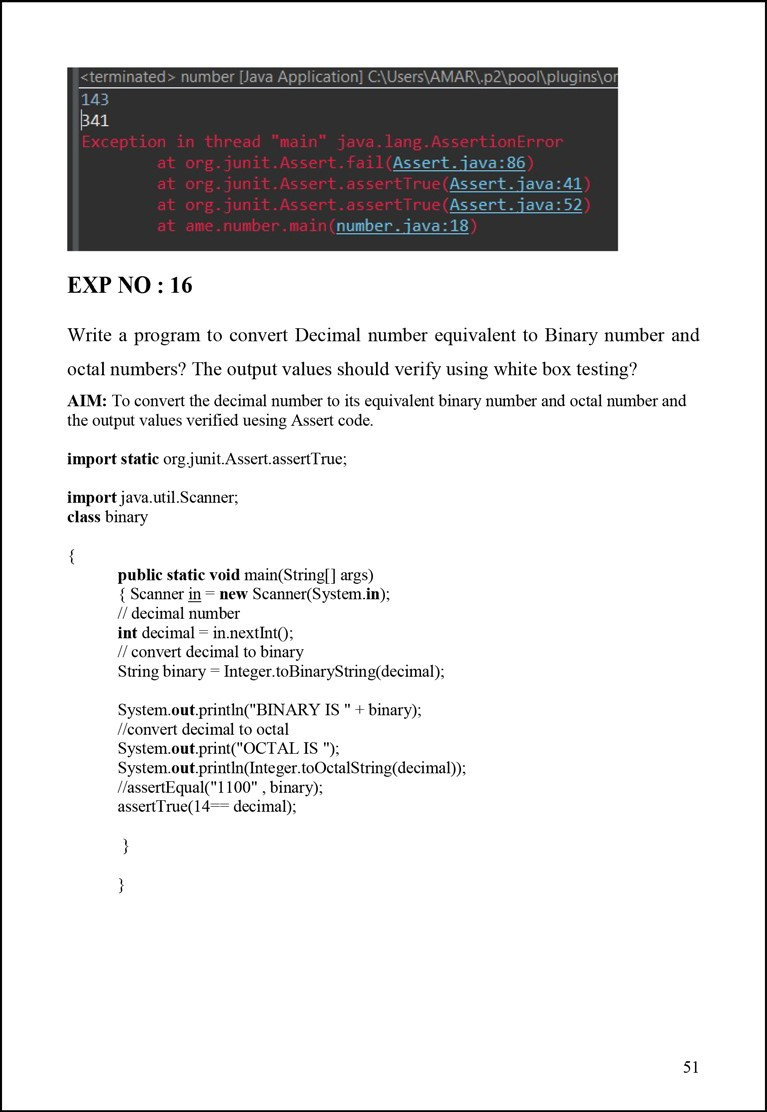 <terminated> number [Java Application] C:\Users\AMAR\.p2\pool\plugins\or
143
341
Exception in thread "main" java.lang.AssertionError
at org.junit.Assert.fail(Assert.java:86)
at org.junit.Assert.assertTrue(Assert.java:41)
at org.junit.Assert.assertTrue(Assert.java:52)
at ame.number.main(number.java:18)
EXP NO : 16
Write a program to convert Decimal number equivalent to Binary number and
octal numbers? The output values should verify using white box testing?
AIM: To convert the decimal number to its equivalent binary number and octal number and
the output values verified uesing Assert code.
import static org.junit.Assert.assertTrue;
import java.util.Scanner;
class binary
{
public static void main(String[] args)
{ Scanner in = new Scanner(System.in);
// decimal number
int decimal = in.nextInt();
// convert decimal to binary
String binary = Integer.toBinaryString(decimal);
System.out.println("BINARY IS " + binary);
//convert decimal to octal
System.out.print("OCTAL IS ");
System.out.println(Integer.toOctalString(decimal));
//assertEqual("1100" , binary);
assertTrue(14== decimal);
}
}
51